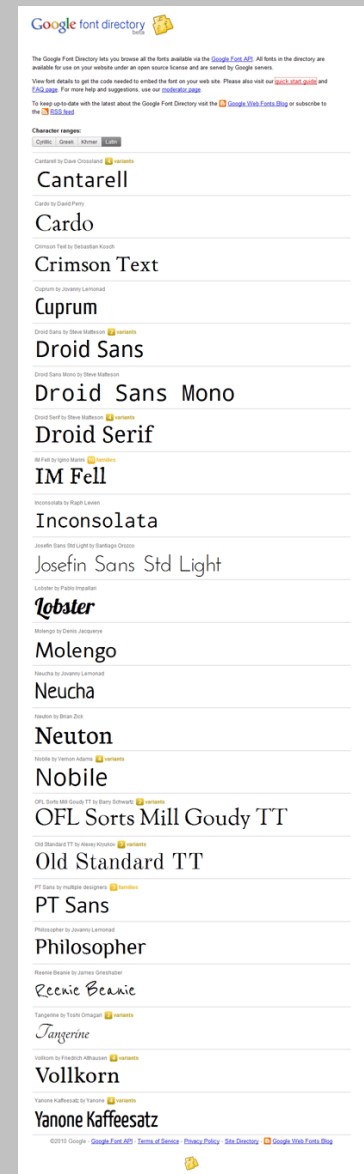 Google font directory
beta
The Google Font Directory lets you browse all the fonts available via the Google Font API. All fonts in the directory are
available for use on your website under an open source license and are served by Google servers.
View font details to get the code needed to embed the font on your web site. Please also visit our quick start guide and
FAQ page. For more help and suggestions, use our moderator page.
To keep up-to-date with the latest about the Google Font Directory visit the Google Web Fonts Blog or subscribe to
the RSS feed.
Character ranges:
Cyrillic Greek Khmer Latin
Cantarell by Dave Crossland 4 variants
Cantarell
Cardo by David Perry
Cardo
Crimson Text by Sebastian Kosch
Crimson Text
Cuprum by Jovanny Lemonad
Cuprum
Droid Sans by Steve Matteson 2 variants
Droid Sans
Droid Sans Mono by Steve Matteson
Droid Sans Mono
Droid Serif by Steve Matteson 4 variants
Droid Serif
IM Fell by Igino Marini 10 families
IM Fell
Inconsolata by Raph Levien
Inconsolata
Josefin Sans Std Light by Santiago Orozco
Josefin Sans Std Light
Lobster by Pablo Impallari
Lobster
Molengo by Denis Jacquerye
Molengo
Neucha by Jovanny Lemonad
Neucha
Neuton by Brian Zick
Neuton
Nobile by Vernon Adams 4 variants
Nobile
OFL Sorts Mill Goudy TT by Barry Schwartz 2 variants
OFL Sorts Mill Goudy TT
Old Standard TT by Alexey Kryukov 3 variants
Old Standard TT
PT Sans by multiple designers families
PT Sans
Philosopher by Jovanny Lemonad
Philosopher
Reenie Beanie by James Grieshaber
Reenie Beanie
Tangerine by Toshi Omagari 2 variants
Tangerine
Vollkorn by Friedrich Althausen 4 variants
Vollkorn
Yanone Kaffeesatz by Yanone 4 variants
Yanone Kaffeesatz
©2010 Google - Google Font API - Terms of Service - Privacy Policy - Site Directory - Google Web Fonts Blog